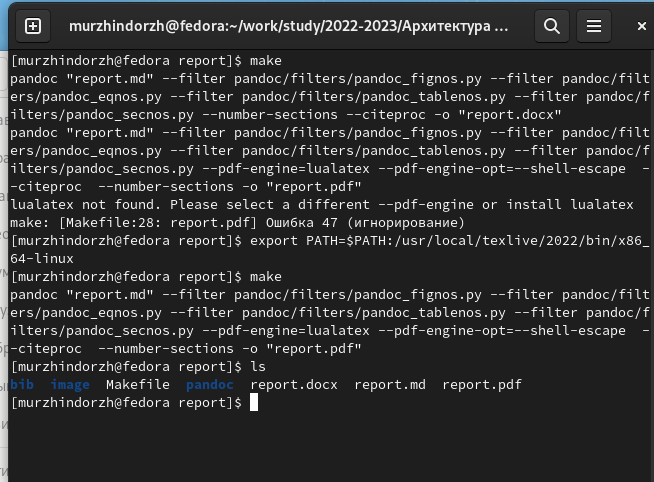 murzhindorzh@fedora:~/work/study/2022-2023/Архитектура ...
[murzhindorzh@fedora report]$ make
pandoc "report.md" --filter pandoc/filters/pandoc_fignos.py --filter pandoc/filt
ers/pandoc_eqnos.py --filter pandoc/filters/pandoc_tablenos.py --filter pandoc/f
ilters/pandoc_secnos.py --number-sections --citeproc -o "report.docx"
pandoc "report.md" --filter pandoc/filters/pandoc_fignos.py --filter pandoc/filt
ers/pandoc_eqnos.py --filter pandoc/filters/pandoc_tablenos.py --filter pandoc/f
ilters/pandoc_secnos.py --pdf-engine=lualatex --pdf-engine-opt=--shell-escape  -
-citeproc  --number-sections -o "report.pdf"
lualatex not found. Please select a different --pdf-engine or install lualatex
make: [Makefile:28: report.pdf] Ошибка 47 (игнорирование)
[murzhindorzh@fedora report]$ export PATH=$PATH:/usr/local/texlive/2022/bin/x86_
64-linux
[murzhindorzh@fedora report]$ make
pandoc "report.md" --filter pandoc/filters/pandoc_fignos.py --filter pandoc/filt
ers/pandoc_eqnos.py --filter pandoc/filters/pandoc_tablenos.py --filter pandoc/f
ilters/pandoc_secnos.py --pdf-engine=lualatex --pdf-engine-opt=--shell-escape  -
-citeproc  --number-sections -o "report.pdf"
[murzhindorzh@fedora report]$ ls
bib  image  Makefile  pandoc  report.docx  report.md  report.pdf
[murzhindorzh@fedora report]$